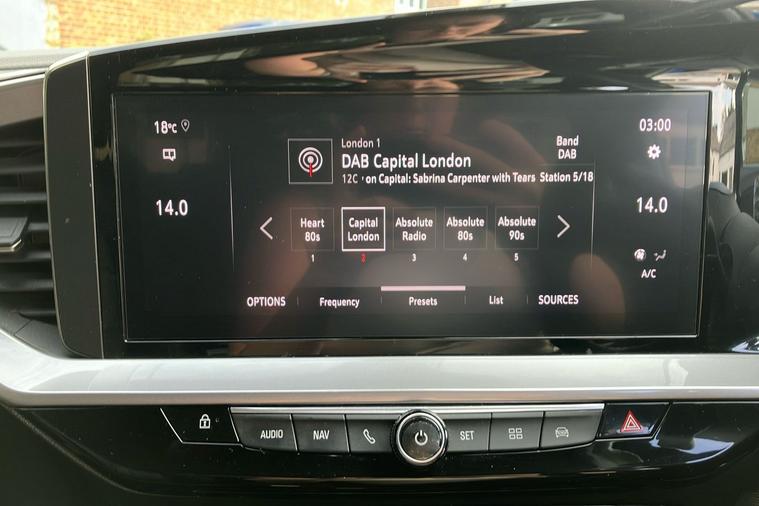 18°C
03:00
London 1
Band
DAB Capital London
DAB
12C
on Capital: Sabrina Carpenter with Tears
Station 5/18
14.0
14.0
Heart
80s
Capital
London
Absolute
Radio
Absolute
80s
Absolute
90s
1
2
3
4
5
A/C
OPTIONS
Frequency
Presets
List
SOURCES
AUDIO
NAV
SET